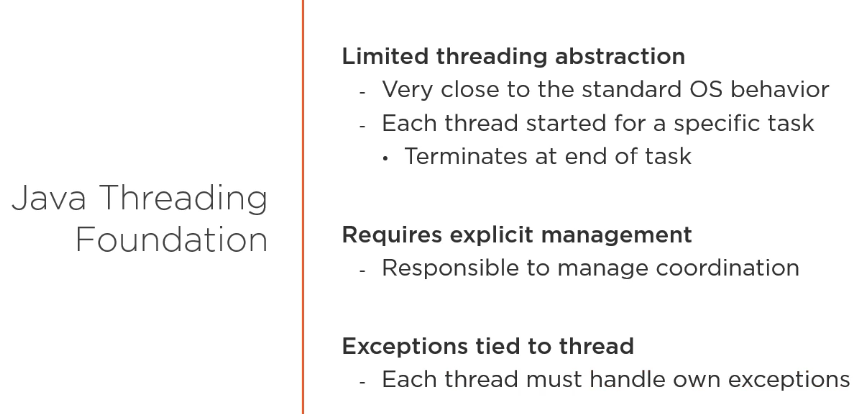 Java Threading
Foundation
Limited threading abstraction
- Very close to the standard OS behavior
- Each thread started for a specific task
• Terminates at end of task
Requires explicit management
- Responsible to manage coordination
Exceptions tied to thread
- Each thread must handle own exceptions